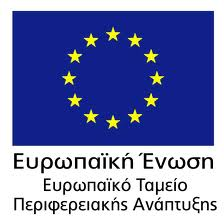 Ευρωπαϊκή Ένωση
Ευρωπαϊκό Ταμείο
Περιφερειακής Ανάπτυξης